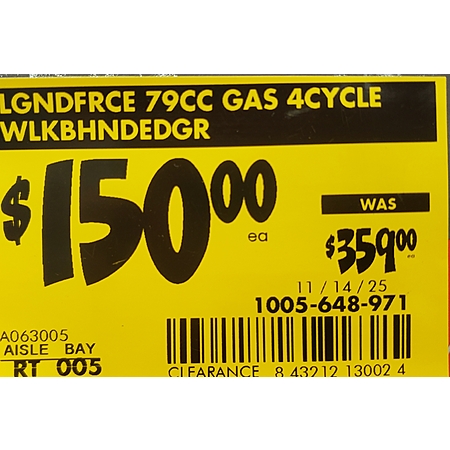 LGNDFRCE 79CC GAS 4CYCLE
WLKBHNDEDGR
$150.00
ea
WAS
$359.00
ea
11/14/25
1005-648-971
A063005
AISLE BAY
RT 005
CLEARANCE 8 43212 13002 4